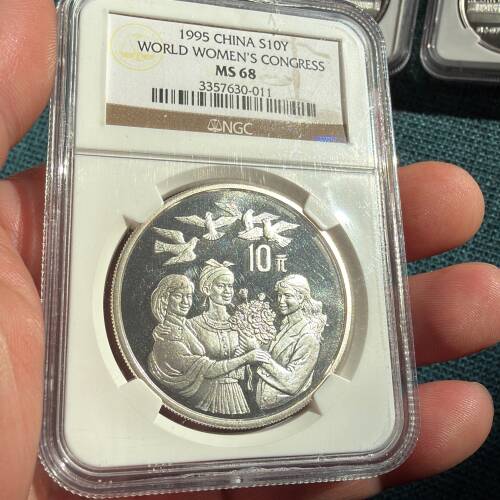 1995 CHINA S10Y
WORLD WOMEN'S CONGRESS
MS 68
3357630-011
NGC
10元